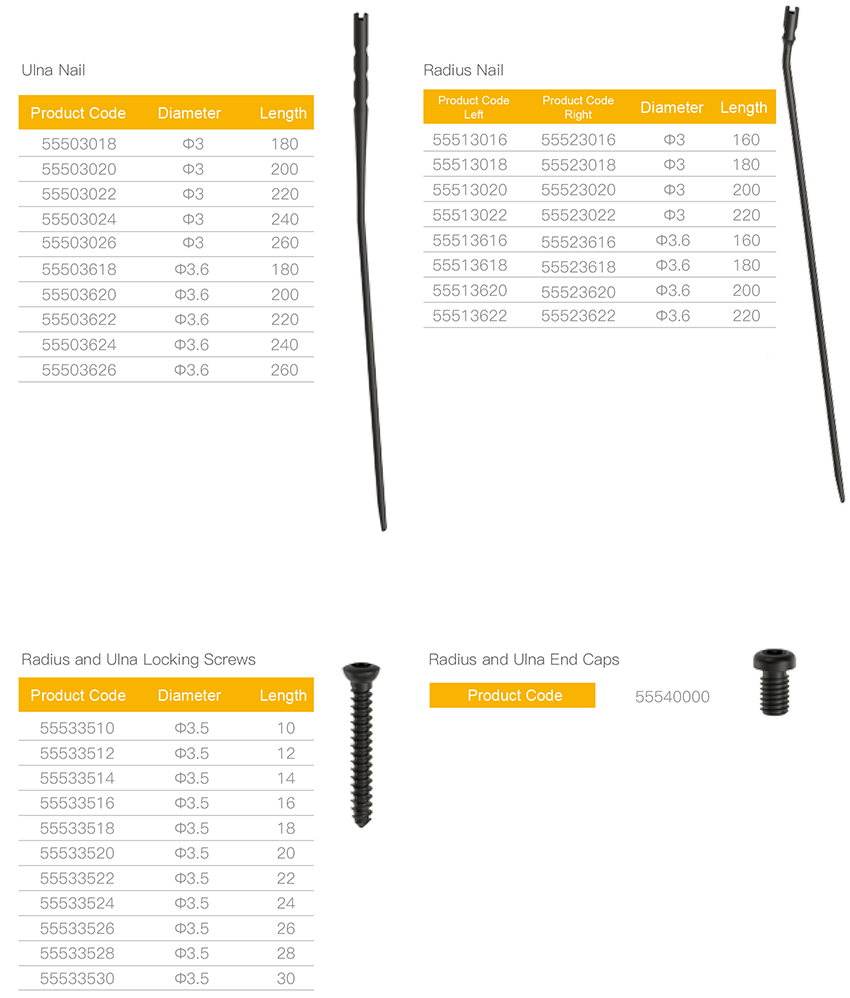 Ulna Nail
Product Code Diameter Length
55503018 Φ3 180
55503020 Φ3 200
55503022 Φ3 220
55503024 Φ3 240
55503026 Φ3 260
55503618 Φ3.6 180
55503620 Φ3.6 200
55503622 Φ3.6 220
55503624 Φ3.6 240
55503626 Φ3.6 260
Radius Nail
Product Code Left Product Code Right Diameter Length
55513016 55523016 Φ3 160
55513018 55523018 Φ3 180
55513020 55523020 Φ3 200
55513022 55523022 Φ3 220
55513616 55523616 Φ3.6 160
55513618 55523618 Φ3.6 180
55513620 55523620 Φ3.6 200
55513622 55523622 Φ3.6 220
Radius and Ulna Locking Screws
Product Code Diameter Length
55533510 Φ3.5 10
55533512 Φ3.5 12
55533514 Φ3.5 14
55533516 Φ3.5 16
55533518 Φ3.5 18
55533520 Φ3.5 20
55533522 Φ3.5 22
55533524 Φ3.5 24
55533526 Φ3.5 26
55533528 Φ3.5 28
55533530 Φ3.5 30
Radius and Ulna End Caps
Product Code 55540000